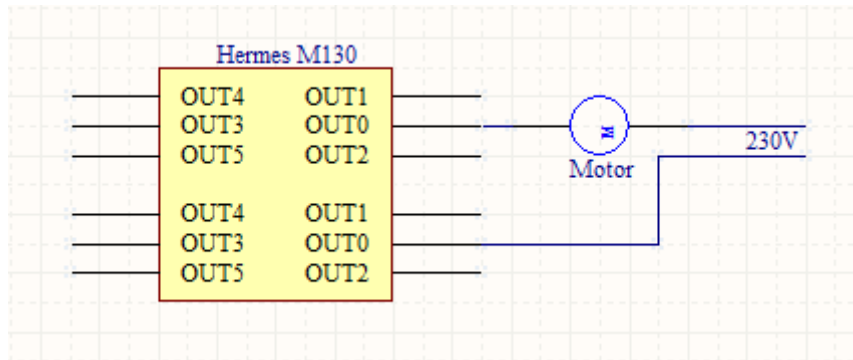 Hermes M130
OUT4 OUT1
OUT3 OUT0
OUT5 OUT2
M
230V
Motor
OUT4 OUT1
OUT3 OUT0
OUT5 OUT2